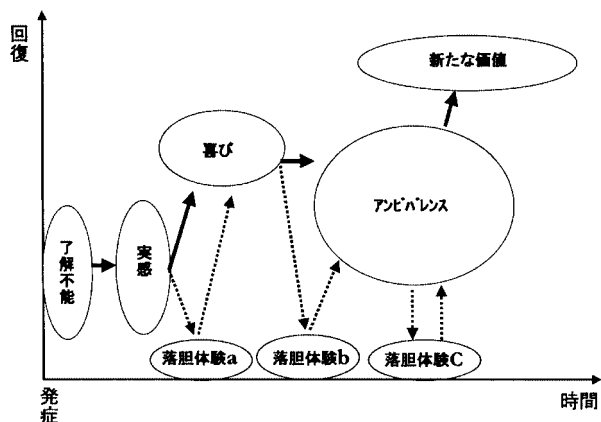 回復
新たな価値
喜び
アンビバレンス
了解不能
実感
落胆体験a
落胆体験b
落胆体験C
発症
時間